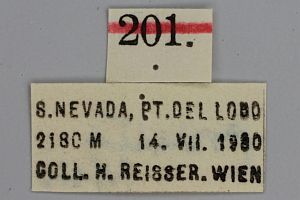 201.
S. NEVADA, PT. DEL LOBO
2180 M 14. VII. 1980
COLL. H. REISSER. WIEN